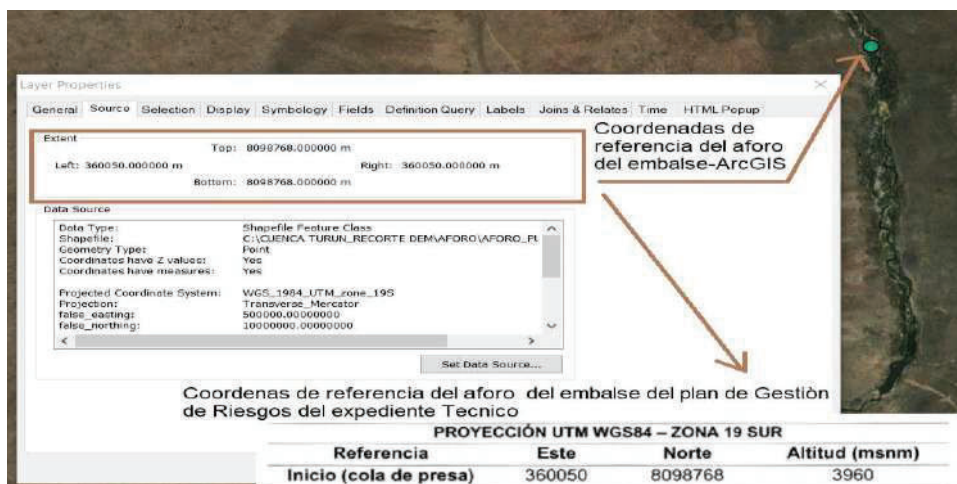 Layer Properties
General Source Selection Display Symbology Fields Definition Query Labels Joins & Relates Time HTML Popup
Extent
Top: 8098768.000000 m
Left: 360050.000000 m Right: 360050.000000 m
Bottom: 8098768.000000 m
Coordenadas de
referencia del aforo
del embalse-ArcGIS
Data Source
Data Type: Shapefile Feature Class
Shapefile: C:\CUENCA TURUN_RECORTE DEM\AFORO\AFORO_PU
Geometry Type: Point
Coordinates have Z values: Yes
Coordinates have measures: Yes
Projected Coordinate System: WGS_1984_UTM_zone_19S
Projection: Transverse_Mercator
false_easting: 500000.00000000
false_northing: 10000000.00000000
Set Data Source...
Coordenas de referencia del aforo del embalse del plan de Gestiòn
de Riesgos del expediente Tecnico
PROYECCIÓN UTM WGS84 – ZONA 19 SUR
Referencia Este Norte Altitud (msnm)
Inicio (cola de presa) 360050 8098768 3960